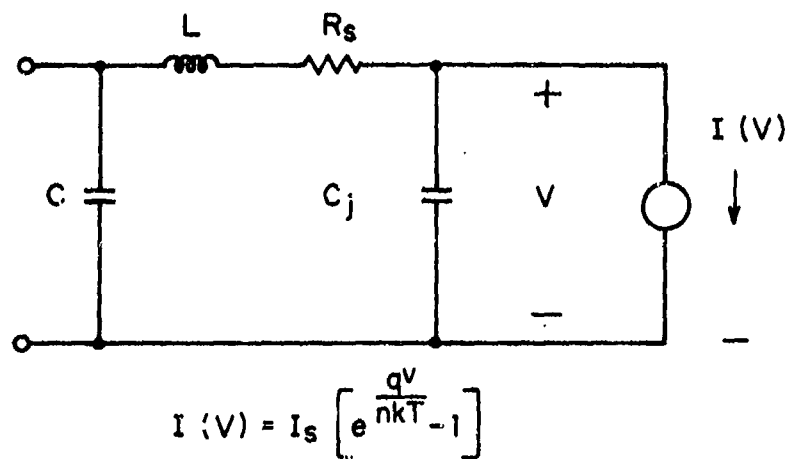 L
Rs
+
I (V)
C
Cj
V
−
−
I (V) = Is [e^(qV/nkT) - 1]